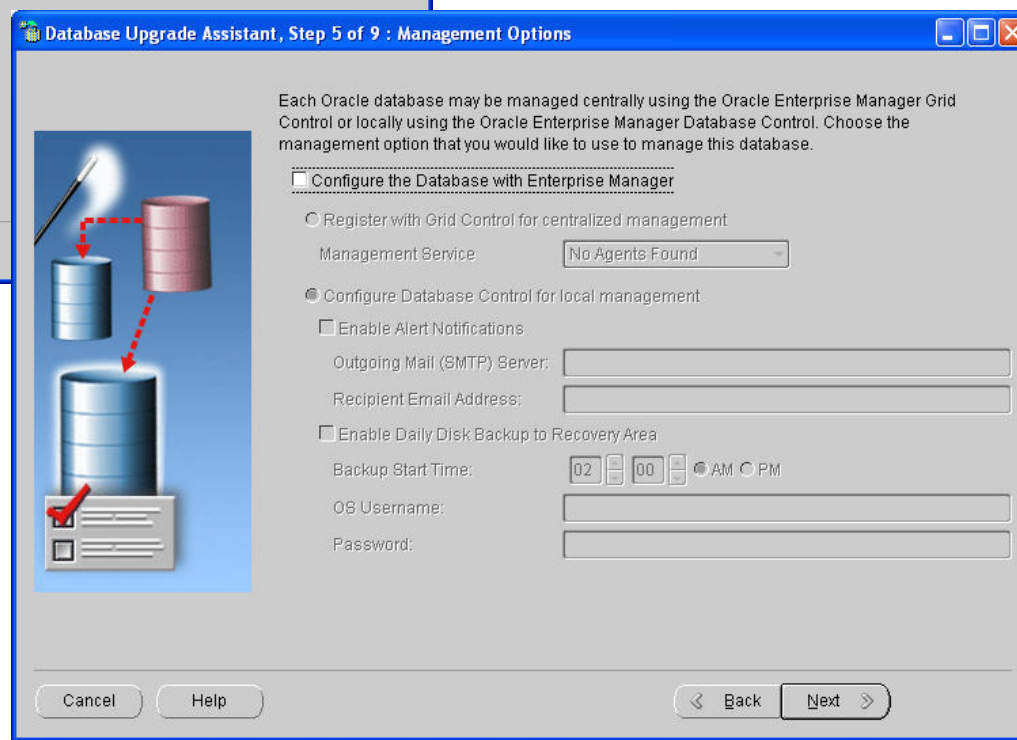 Database Upgrade Assistant, Step 5 of 9 : Management Options
Each Oracle database may be managed centrally using the Oracle Enterprise Manager Grid
Control or locally using the Oracle Enterprise Manager Database Control. Choose the
management option that you would like to use to manage this database.
Configure the Database with Enterprise Manager
Register with Grid Control for centralized management
Management Service No Agents Found
Configure Database Control for local management
Enable Alert Notifications
Outgoing Mail (SMTP) Server:
Recipient Email Address:
Enable Daily Disk Backup to Recovery Area
Backup Start Time: 02 00 AM PM
OS Username:
Password:
Cancel Help Back Next